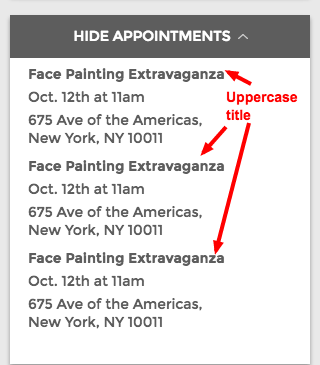 HIDE APPOINTMENTS
Face Painting Extravaganza
Oct. 12th at 11am
675 Ave of the Americas,
New York, NY 10011
Face Painting Extravaganza
Oct. 12th at 11am
675 Ave of the Americas,
New York, NY 10011
Face Painting Extravaganza
Oct. 12th at 11am
675 Ave of the Americas,
New York, NY 10011
Uppercase
title